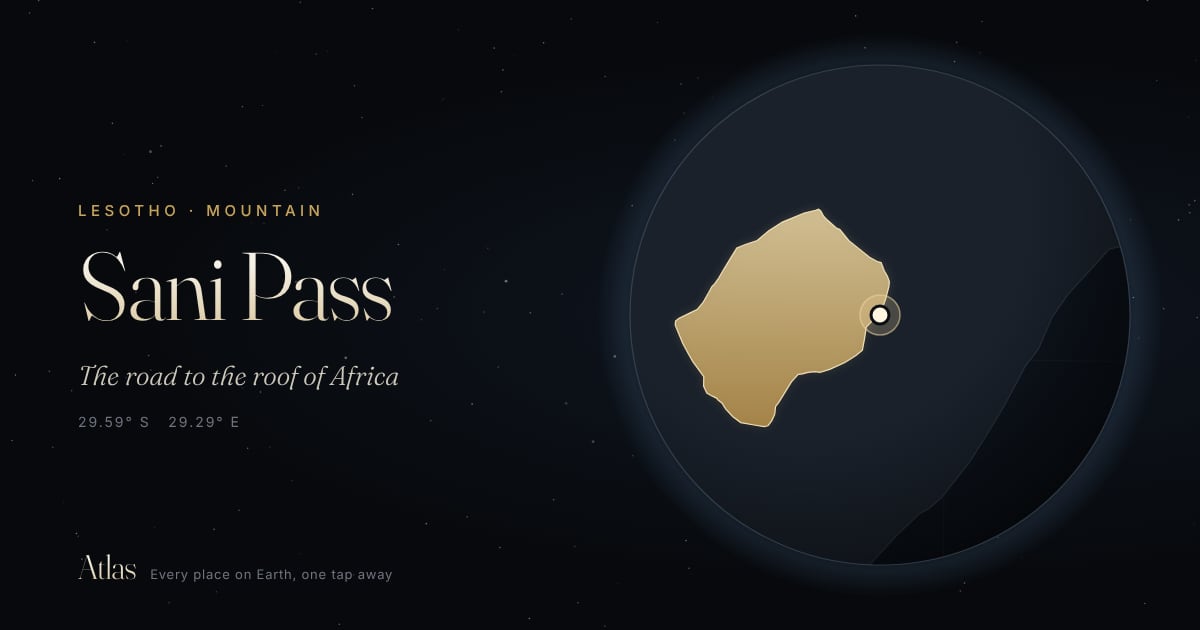 LESOTHO · MOUNTAIN
Sani Pass
The road to the roof of Africa
29.59° S 29.29° E
Atlas Every place on Earth, one tap away